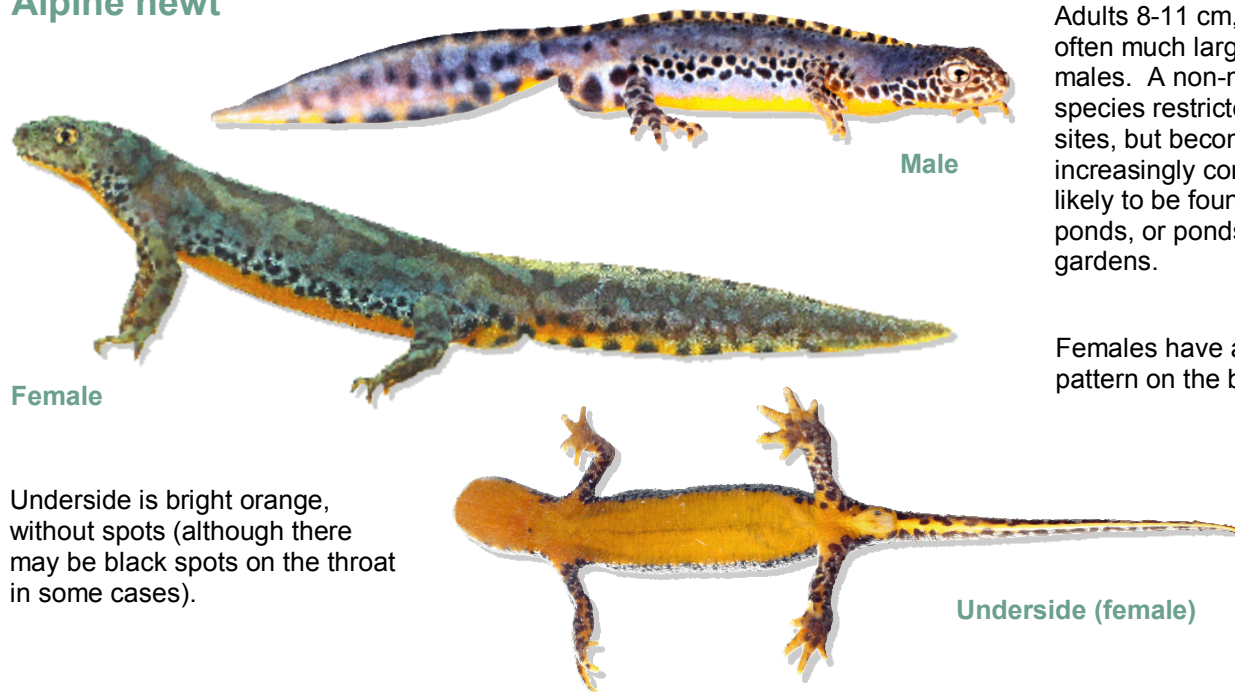 Alpine newt
Adults 8-11 cm,
often much larg
males. A non-n
species restricte
sites, but becom
increasingly con
likely to be foun
ponds, or ponds
gardens.
Male
Female
Females have a
pattern on the b
Underside is bright orange,
without spots (although there
may be black spots on the throat
in some cases).
Underside (female)